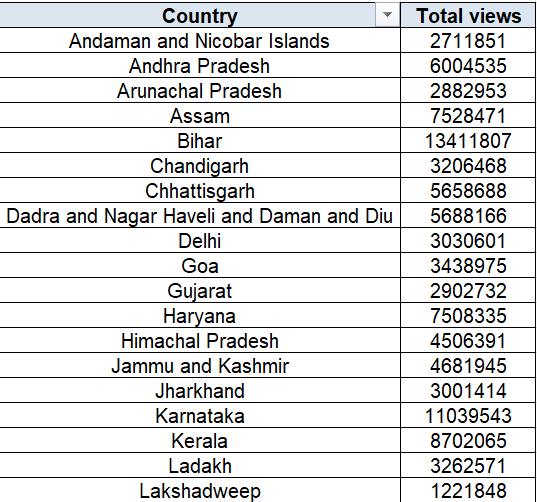 Country Total views
Andaman and Nicobar Islands 2711851
Andhra Pradesh 6004535
Arunachal Pradesh 2882953
Assam 7528471
Bihar 13411807
Chandigarh 3206468
Chhattisgarh 5658688
Dadra and Nagar Haveli and Daman and Diu 5688166
Delhi 3030601
Goa 3438975
Gujarat 2902732
Haryana 7508335
Himachal Pradesh 4506391
Jammu and Kashmir 4681945
Jharkhand 3001414
Karnataka 11039543
Kerala 8702065
Ladakh 3262571
Lakshadweep 1221848